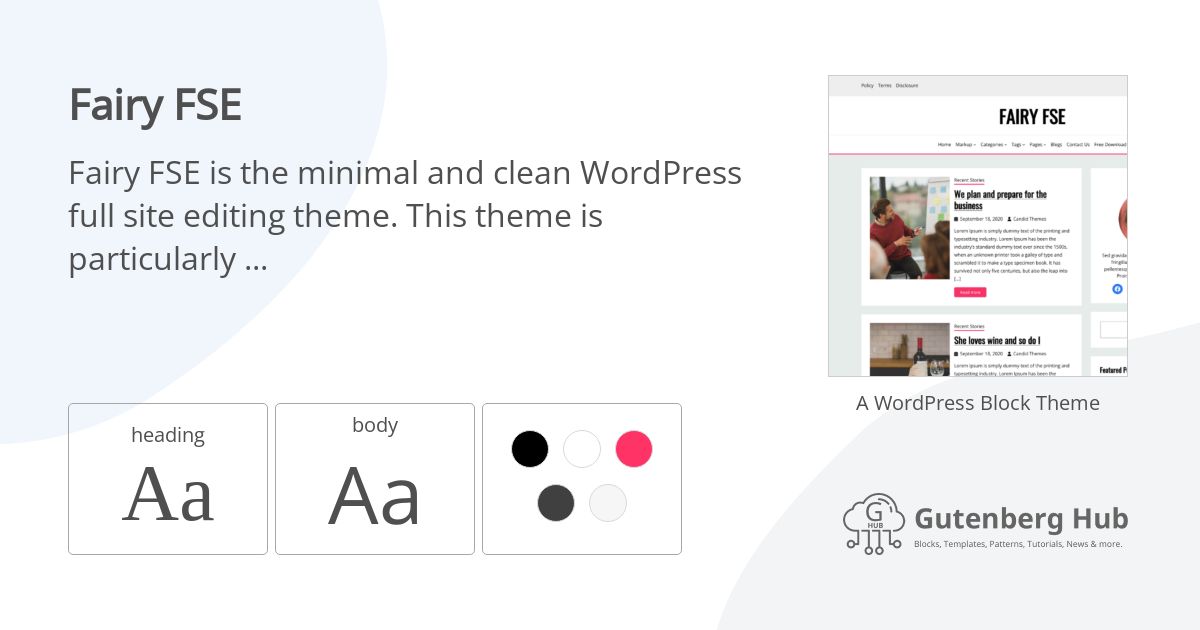 Fairy FSE
Fairy FSE is the minimal and clean WordPress
full site editing theme. This theme is
particularly ...
heading
Aa
body
Aa
Policy Terms Disclosure
FAIRY FSE
Home Markup Categories Tags Pages Blogs Contact Us Free Download
Recent Stories
We plan and prepare for the
business
September 18, 2020 Candid Themes
Lorem Ipsum is simply dummy text of the printing and
typesetting industry. Lorem Ipsum has been the
industry's standard dummy text ever since the 1500s,
when an unknown printer took a galley of type and
scrambled it to make a type specimen book. It has
survived not only five centuries, but also the leap into
[...]
Read more
Sed gravida
fringill
pellentesq
Proin
Recent Stories
She loves wine and so do I
September 18, 2020 Candid Themes
Lorem Ipsum is simply dummy text of the printing and
typesetting industry. Lorem Ipsum has been the
Featured P
A WordPress Block Theme
G
HUB
Gutenberg Hub
Blocks, Templates, Patterns, Tutorials, News & more.